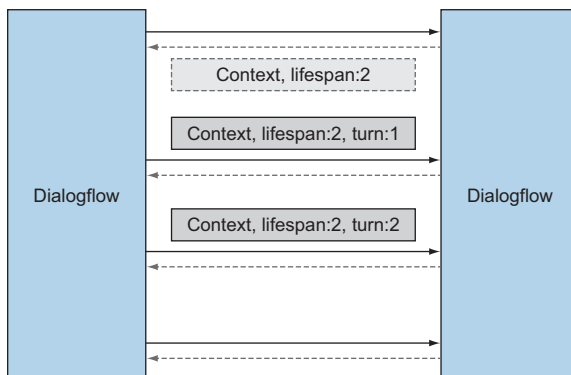 Context, lifespan:2
Context, lifespan:2, turn:1
Dialogflow
Dialogflow
Context, lifespan:2, turn:2